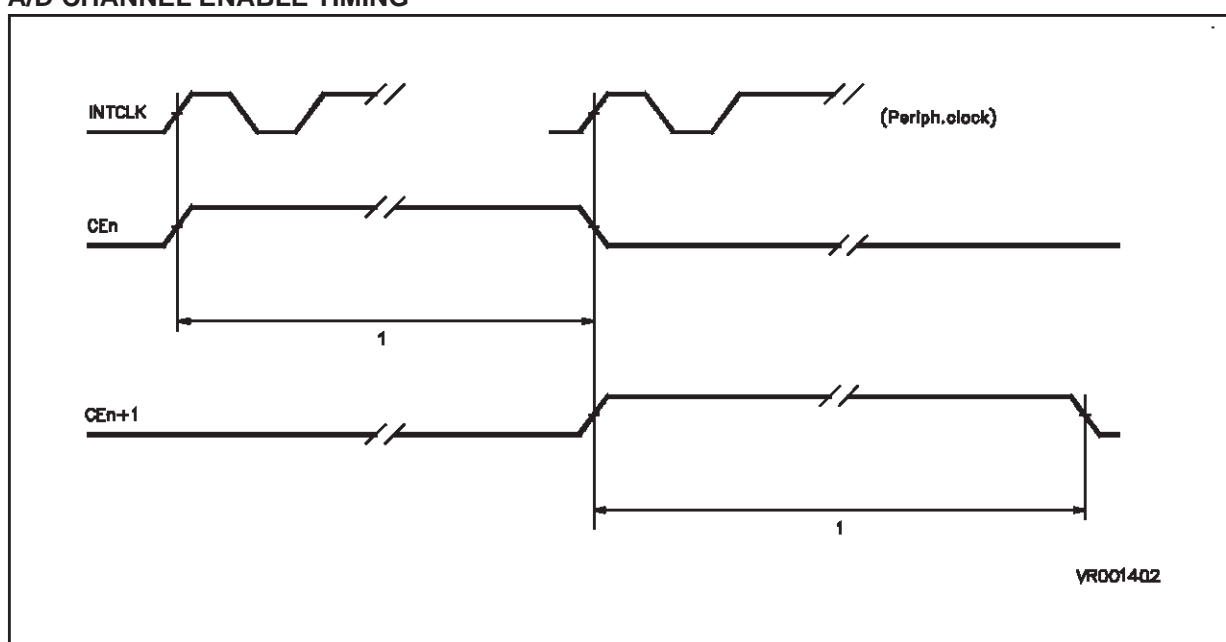 A/D CHANNEL ENABLE TIMING
INTCLK
(Periph.clock)
CEn
1
CEn+1
1
VR001402